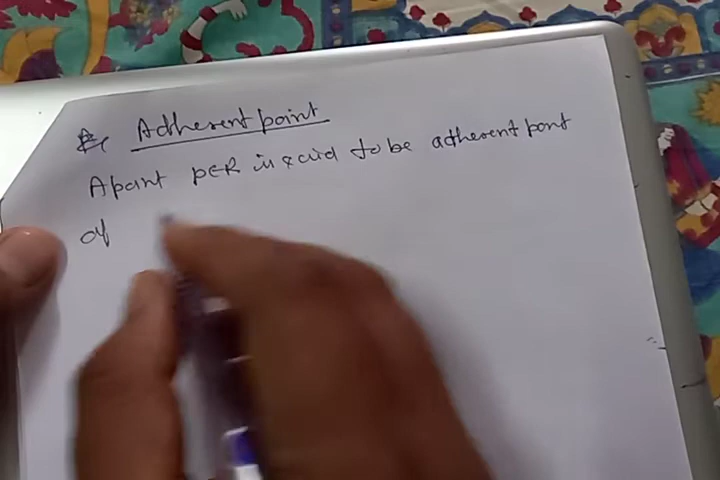 Adherent point
A point p∈R is said to be adherent point
of